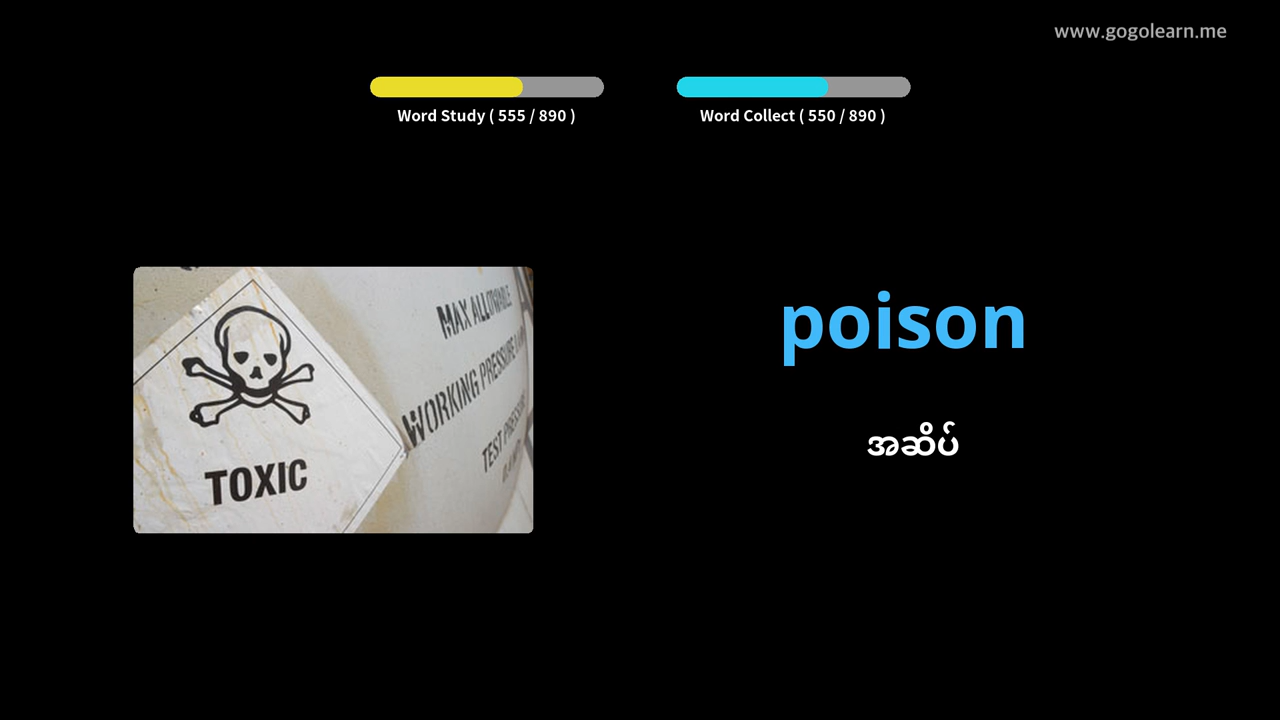 www.gogolearn.me
Word Study ( 555 / 890 )
Word Collect ( 550 / 890 )
MAX ALLOWABLE
WORKING PRESSURE
TEST PRESSURE
TOXIC
poison
အဆိပ်